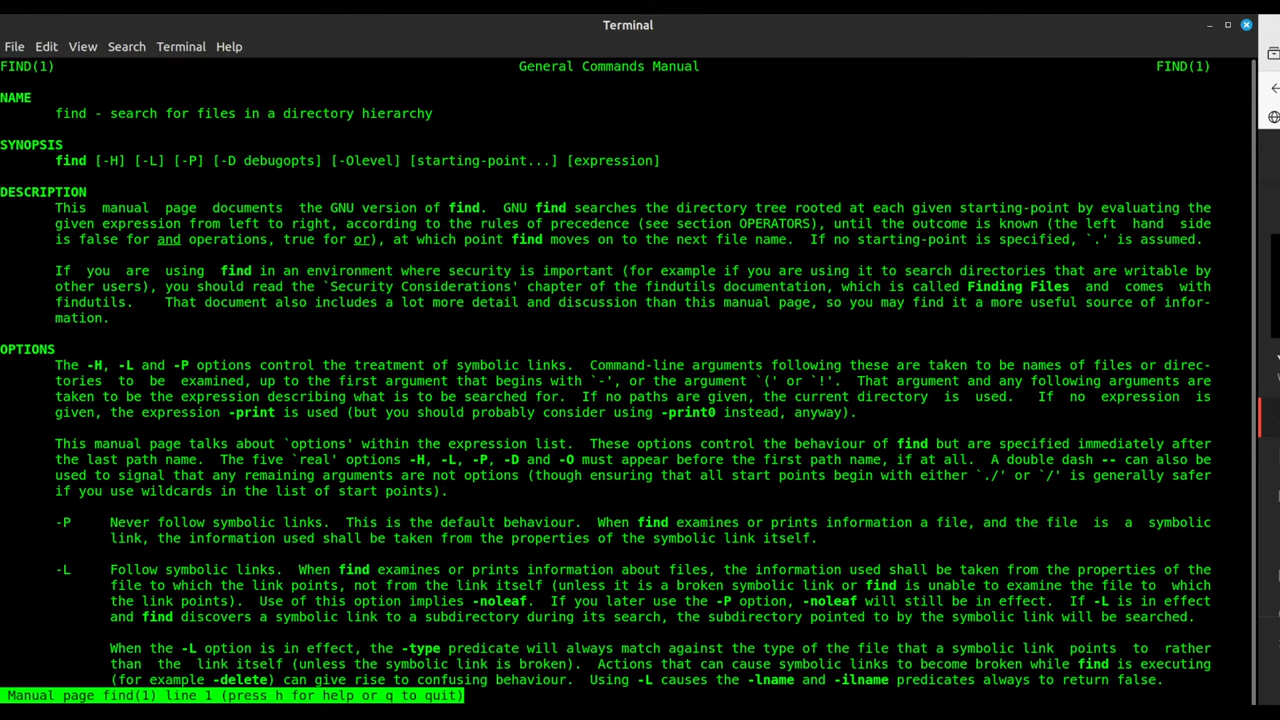 Terminal
File Edit View Search Terminal Help
FIND(1) General Commands Manual FIND(1)
NAME
find - search for files in a directory hierarchy
SYNOPSIS
find [-H] [-L] [-P] [-D debugopts] [-Olevel] [starting-point...] [expression]
DESCRIPTION
This manual page documents the GNU version of find. GNU find searches the directory tree rooted at each given starting-point by evaluating the
given expression from left to right, according to the rules of precedence (see section OPERATORS), until the outcome is known (the left hand side
is false for and operations, true for or), at which point find moves on to the next file name. If no starting-point is specified, `.' is assumed.
If you are using find in an environment where security is important (for example if you are using it to search directories that are writable by
other users), you should read the `Security Considerations' chapter of the findutils documentation, which is called Finding Files and comes with
findutils. That document also includes a lot more detail and discussion than this manual page, so you may find it a more useful source of infor-
mation.
OPTIONS
The -H, -L and -P options control the treatment of symbolic links. Command-line arguments following these are taken to be names of files or direc-
tories to be examined, up to the first argument that begins with `-', or the argument `(' or `!'. That argument and any following arguments are
taken to be the expression describing what is to be searched for. If no paths are given, the current directory is used. If no expression is
given, the expression -print is used (but you should probably consider using -print0 instead, anyway).
This manual page talks about `options' within the expression list. These options control the behaviour of find but are specified immediately after
the last path name. The five `real' options -H, -L, -P, -D and -O must appear before the first path name, if at all. A double dash -- can also be
used to signal that any remaining arguments are not options (though ensuring that all start points begin with either `./' or `/' is generally safer
if you use wildcards in the list of start points).
-P Never follow symbolic links. This is the default behaviour. When find examines or prints information a file, and the file is a symbolic
link, the information used shall be taken from the properties of the symbolic link itself.
-L Follow symbolic links. When find examines or prints information about files, the information used shall be taken from the properties of the
file to which the link points, not from the link itself (unless it is a broken symbolic link or find is unable to examine the file to which
the link points). Use of this option implies -noleaf. If you later use the -P option, -noleaf will still be in effect. If -L is in effect
and find discovers a symbolic link to a subdirectory during its search, the subdirectory pointed to by the symbolic link will be searched.
When the -L option is in effect, the -type predicate will always match against the type of the file that a symbolic link points to rather
than the link itself (unless the symbolic link is broken). Actions that can cause symbolic links to become broken while find is executing
(for example -delete) can give rise to confusing behaviour. Using -L causes the -lname and -ilname predicates always to return false.
Manual page find(1) line 1 (press h for help or q to quit)